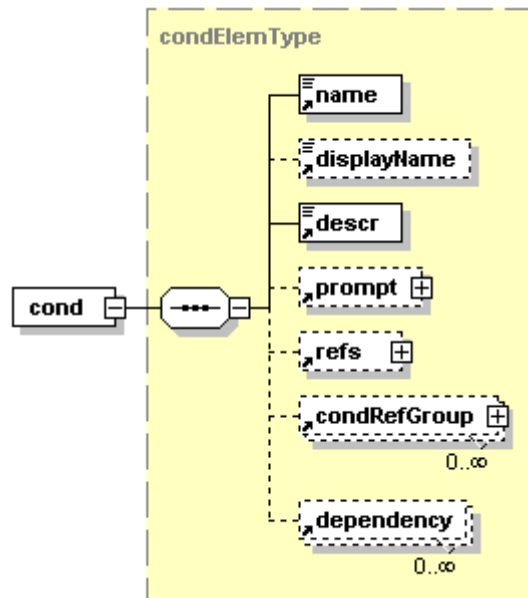 condElemType
name
displayName
descr
prompt
cond
refs
condRefGroup
0..∞
dependency
0..∞